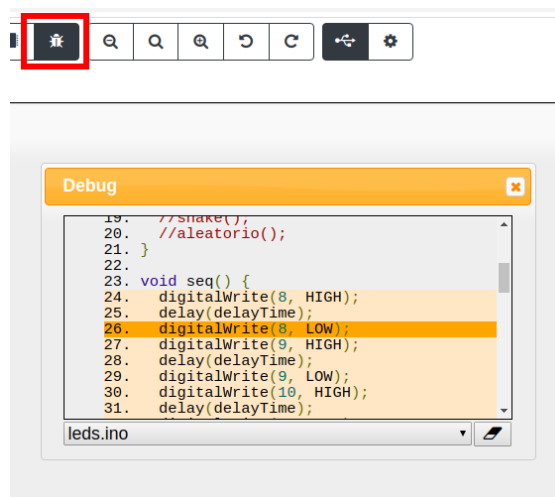 Debug
19.   //snake();
20.   //aleatorio();
21. }
22.
23. void seq() {
24.   digitalWrite(8, HIGH);
25.   delay(delayTime);
26.   digitalWrite(8, LOW);
27.   digitalWrite(9, HIGH);
28.   delay(delayTime);
29.   digitalWrite(9, LOW);
30.   digitalWrite(10, HIGH);
31.   delay(delayTime);
leds.ino